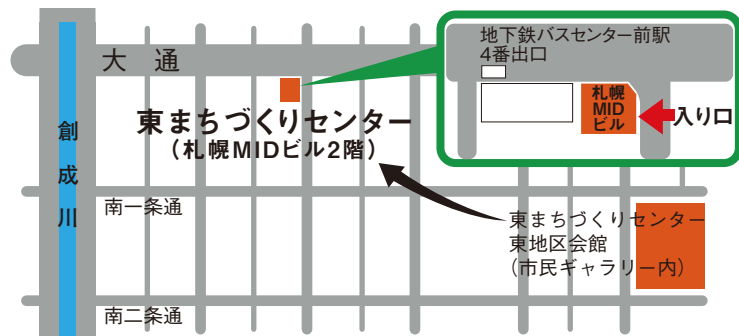 大通
地下鉄バスセンター前駅
4番出口
札幌
MID
ビル
入り口
東まちづくりセンター
（札幌MIDビル2階）
創成川
南一条通
東まちづくりセンター
東地区会館
（市民ギャラリー内）
南二条通